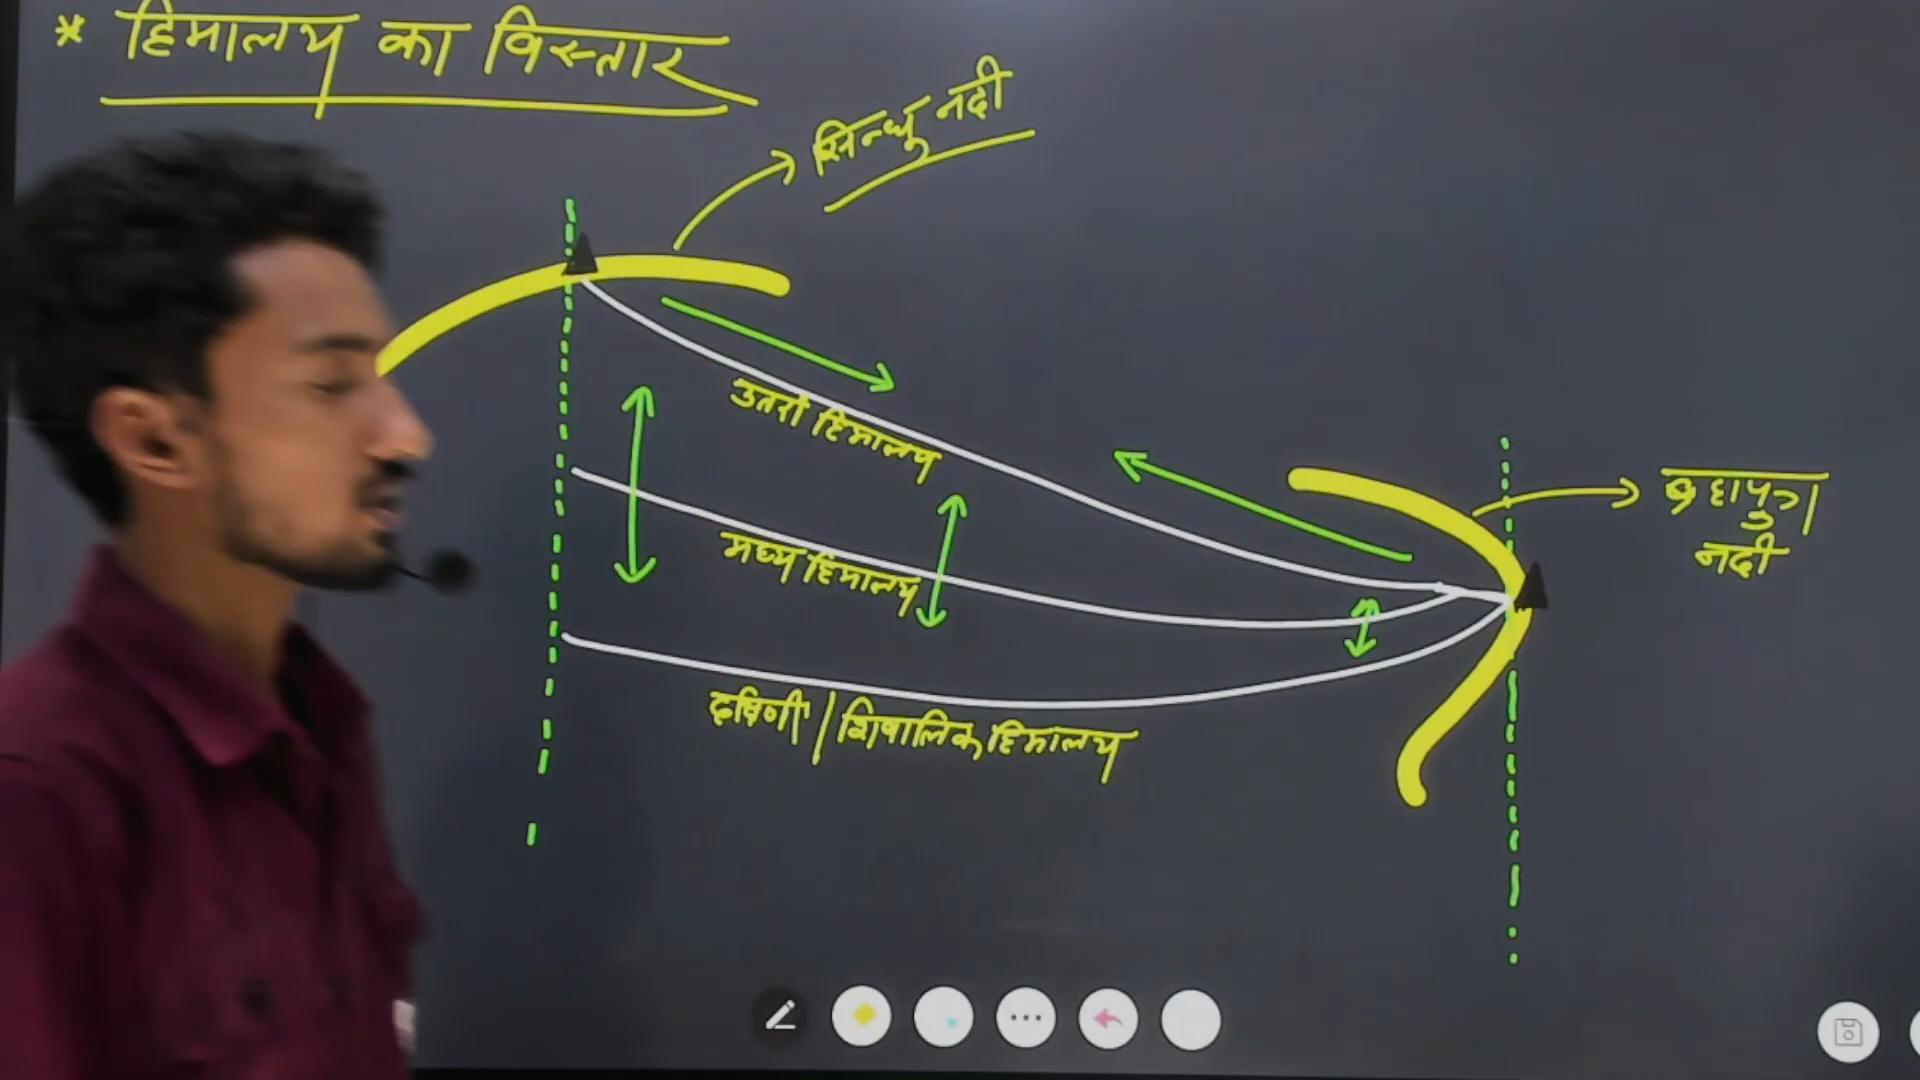 * हिमालय का विस्तार
सिन्धु नदी
उत्तरी हिमालय
ब्रह्मपुत्रा
नदी
मध्य हिमालय
दक्षिणी / शिवालिक हिमालय